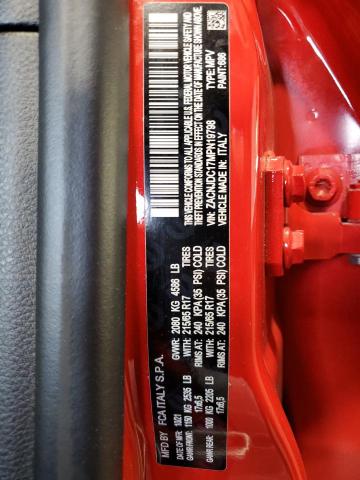 MFD BY FCA ITALY S.P.A.
DATE OF MFR: 10/21 GVWR: 2080 KG 4586 LB
GAWR FRONT: 1150 KG 2535 LB WITH: 215/65 R17 TIRES
17x6,5 RIMS AT: 240 KPA(35 PSI) COLD
GAWR REAR: 1000 KG 2205 LB WITH: 215/65 R17 TIRES
17x6,5 RIMS AT: 240 KPA(35 PSI) COLD
THIS VEHICLE CONFORMS TO ALL APPLICABLE U.S. FEDERAL MOTOR VEHICLE SAFETY AND
THEFT PREVENTION STANDARDS IN EFFECT ON THE DATE OF MANUFACTURE SHOWN ABOVE.
VIN: ZACNJDC17MPN19798 TYPE: MPV
VEHICLE MADE IN: ITALY PAINT: 686